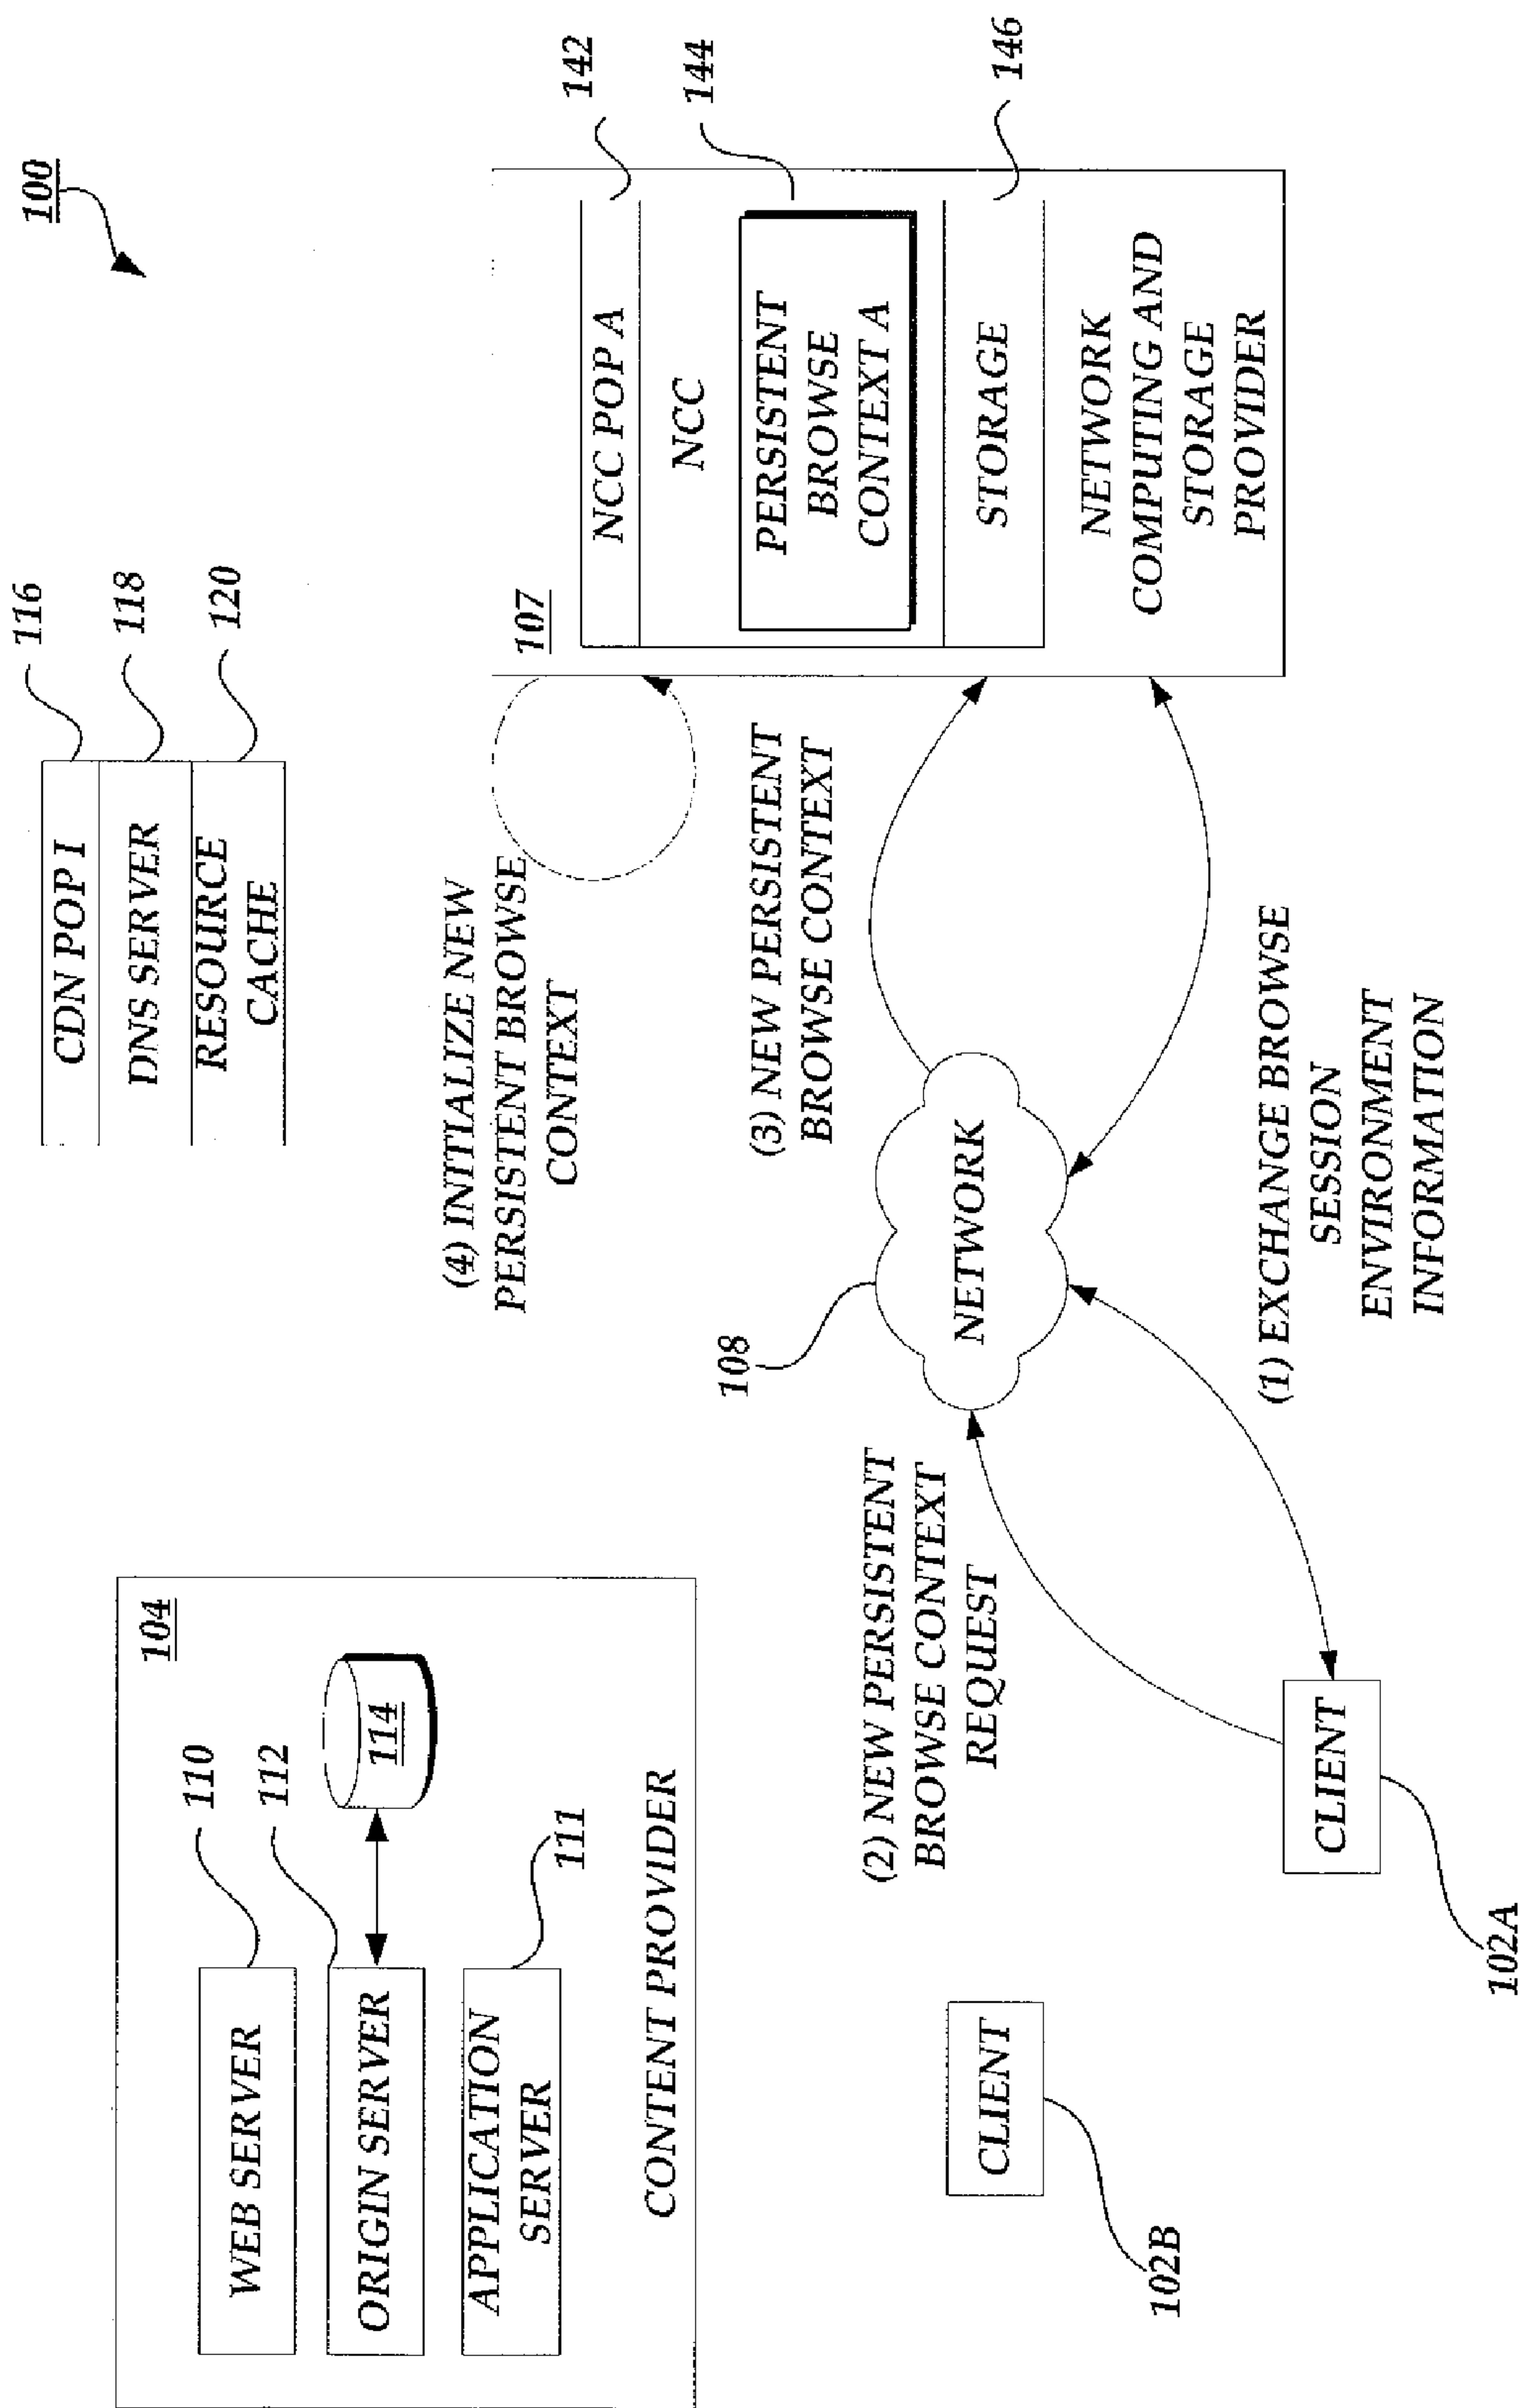 100
104
WEB SERVER
110
ORIGIN SERVER
112
114
APPLICATION
SERVER
111
CONTENT PROVIDER
CDN POP I
116
DNS SERVER
118
RESOURCE
CACHE
120
(4) INITIALIZE NEW
PERSISTENT BROWSE
CONTEXT
107
NCC POP A
142
NCC
PERSISTENT
BROWSE
CONTEXT A
144
STORAGE
146
NETWORK
COMPUTING AND
STORAGE
PROVIDER
108
NETWORK
(3) NEW PERSISTENT
BROWSE CONTEXT
(2) NEW PERSISTENT
BROWSE CONTEXT
REQUEST
(1) EXCHANGE BROWSE
SESSION
ENVIRONMENT
INFORMATION
CLIENT
102B
CLIENT
102A